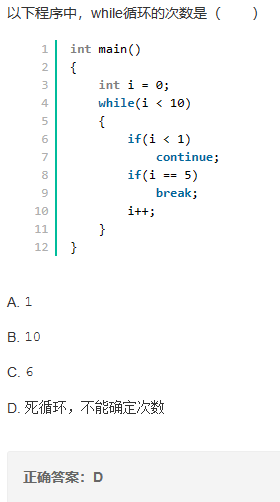 以下程序中，while循环的次数是（  ）
1 int main()
2 {
3     int i = 0;
4     while(i < 10)
5     {
6         if(i < 1)
7             continue;
8         if(i == 5)
9             break;
10         i++;
11     }
12 }
A. 1
B. 10
C. 6
D. 死循环，不能确定次数
正确答案：D